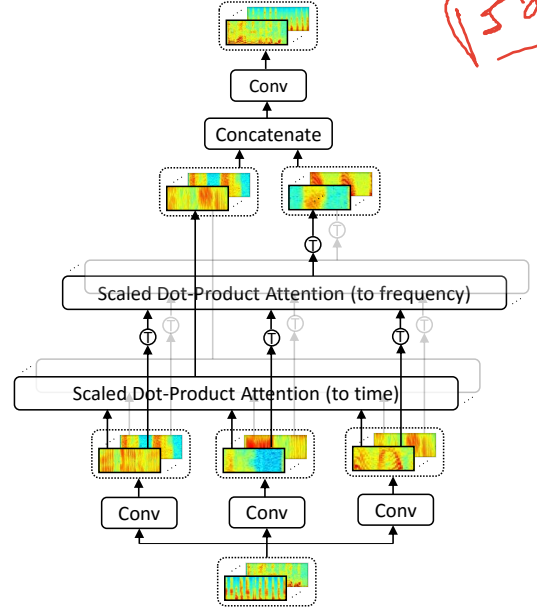 Conv
Concatenate
T
T
Scaled Dot-Product Attention (to frequency)
T T T
T T T
Scaled Dot-Product Attention (to time)
Conv Conv Conv